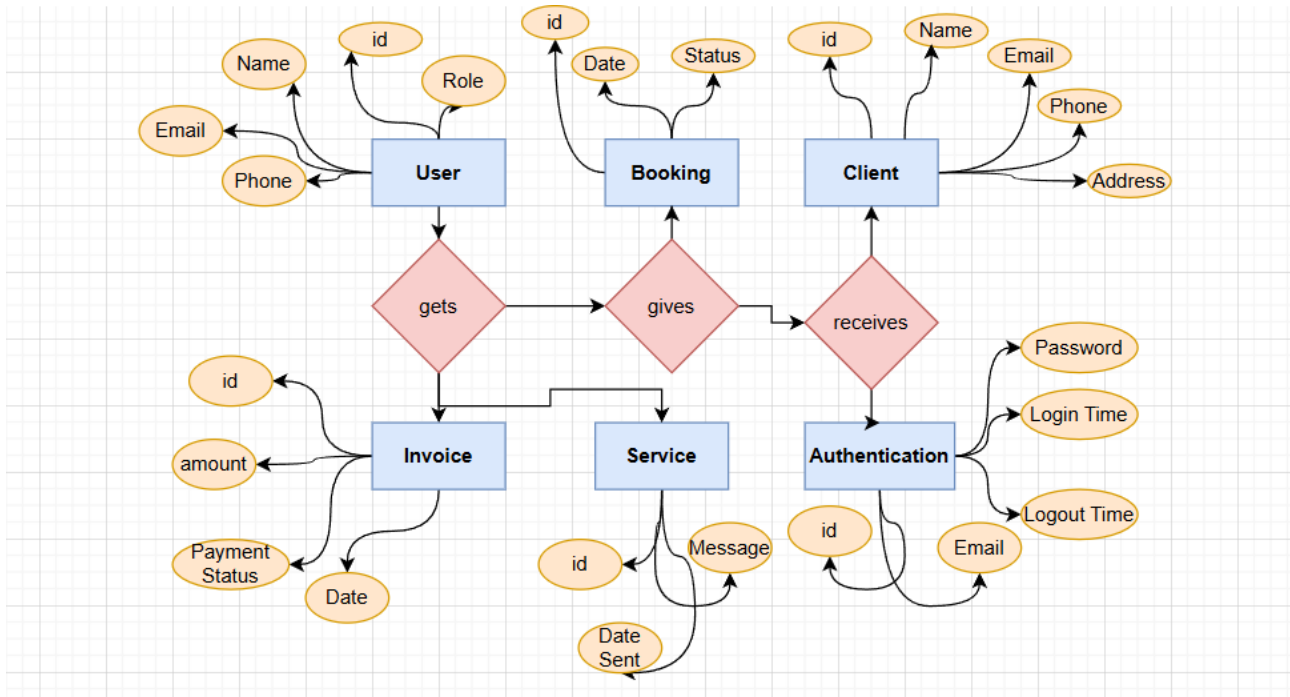 id
Name
Role
Email
Phone
User
id
Date
Status
Booking
id
Name
Email
Phone
Address
Client
gets
gives
receives
id
amount
Payment
Status
Date
Invoice
Service
id
Message
Date
Sent
Authentication
Password
Login Time
Logout Time
id
Email